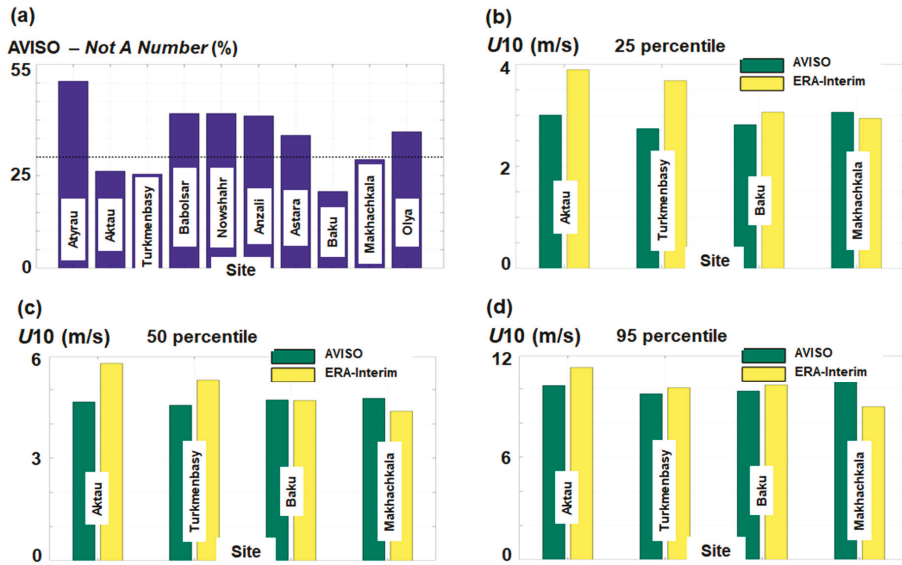 (a)
AVISO – Not A Number (%)
55
25
0
Atyrau
Aktau
Turkmenbasy
Babolsar
Nowshahr
Anzali
Astara
Baku
Makhachkala
Olya
Site
(b)
U10 (m/s) 25 percentile
4
2
0
AVISO
ERA-Interim
Aktau
Turkmenbasy
Baku
Makhachkala
Site
(c)
U10 (m/s) 50 percentile
6
3
0
AVISO
ERA-Interim
Aktau
Turkmenbasy
Baku
Makhachkala
Site
(d)
U10 (m/s) 95 percentile
12
6
0
AVISO
ERA-Interim
Aktau
Turkmenbasy
Baku
Makhachkala
Site